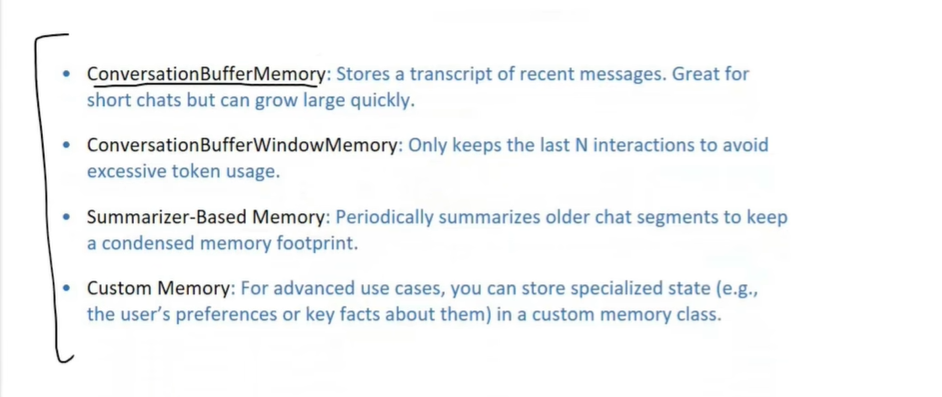 • ConversationBufferMemory: Stores a transcript of recent messages. Great for
short chats but can grow large quickly.
• ConversationBufferWindowMemory: Only keeps the last N interactions to avoid
excessive token usage.
• Summarizer-Based Memory: Periodically summarizes older chat segments to keep
a condensed memory footprint.
• Custom Memory: For advanced use cases, you can store specialized state (e.g.,
the user’s preferences or key facts about them) in a custom memory class.